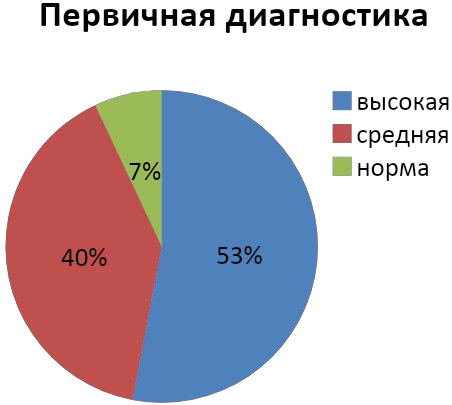 Первичная диагностика
высокая
средняя
норма
7%
40%
53%